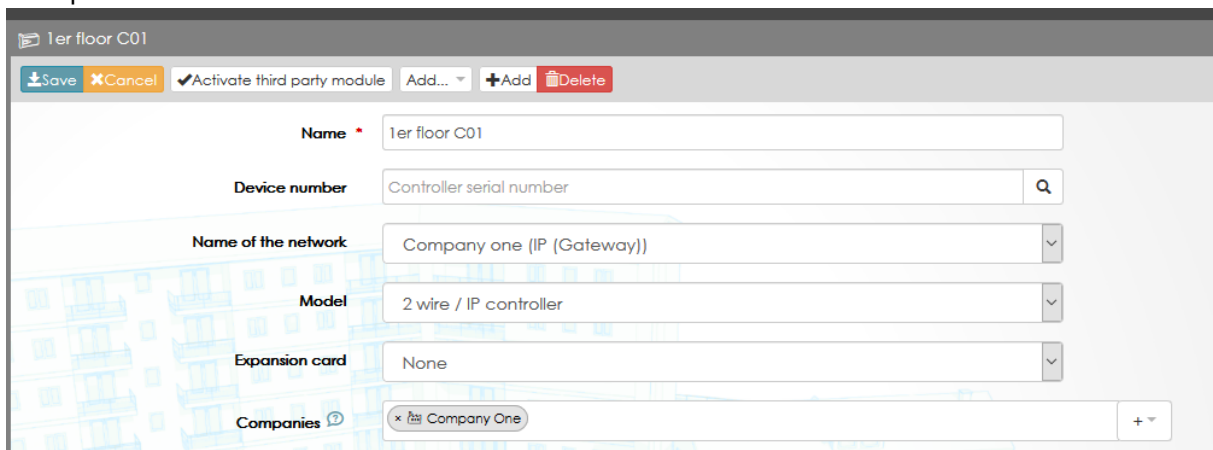 1er floor C01
Save Cancel Activate third party module Add... Add Delete
Name * 1er floor C01
Device number Controller serial number
Name of the network Company one (IP (Gateway))
Model 2 wire / IP controller
Expansion card None
Companies ? × Company One +